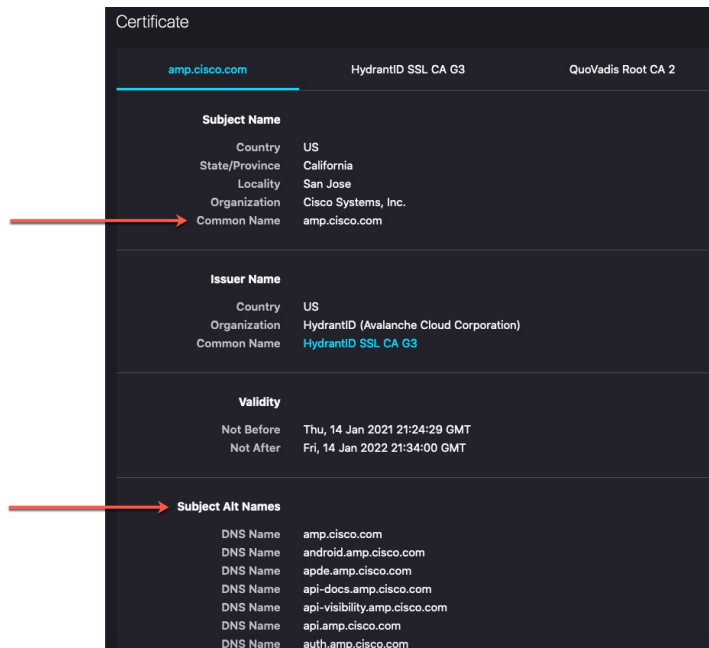 Certificate
amp.cisco.com HydrantID SSL CA G3 QuoVadis Root CA 2
Subject Name
Country US
State/Province California
Locality San Jose
Organization Cisco Systems, Inc.
Common Name amp.cisco.com
Issuer Name
Country US
Organization HydrantID (Avalanche Cloud Corporation)
Common Name HydrantID SSL CA G3
Validity
Not Before Thu, 14 Jan 2021 21:24:29 GMT
Not After Fri, 14 Jan 2022 21:34:00 GMT
Subject Alt Names
DNS Name amp.cisco.com
DNS Name android.amp.cisco.com
DNS Name apde.amp.cisco.com
DNS Name api-docs.amp.cisco.com
DNS Name api-visibility.amp.cisco.com
DNS Name api.amp.cisco.com
DNS Name auth.amp.cisco.com